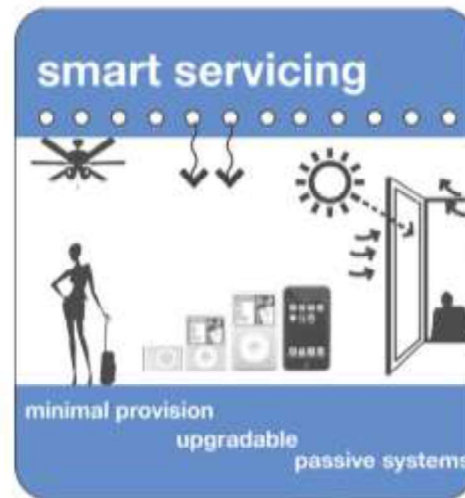 smart servicing
minimal provision
upgradable
passive systems